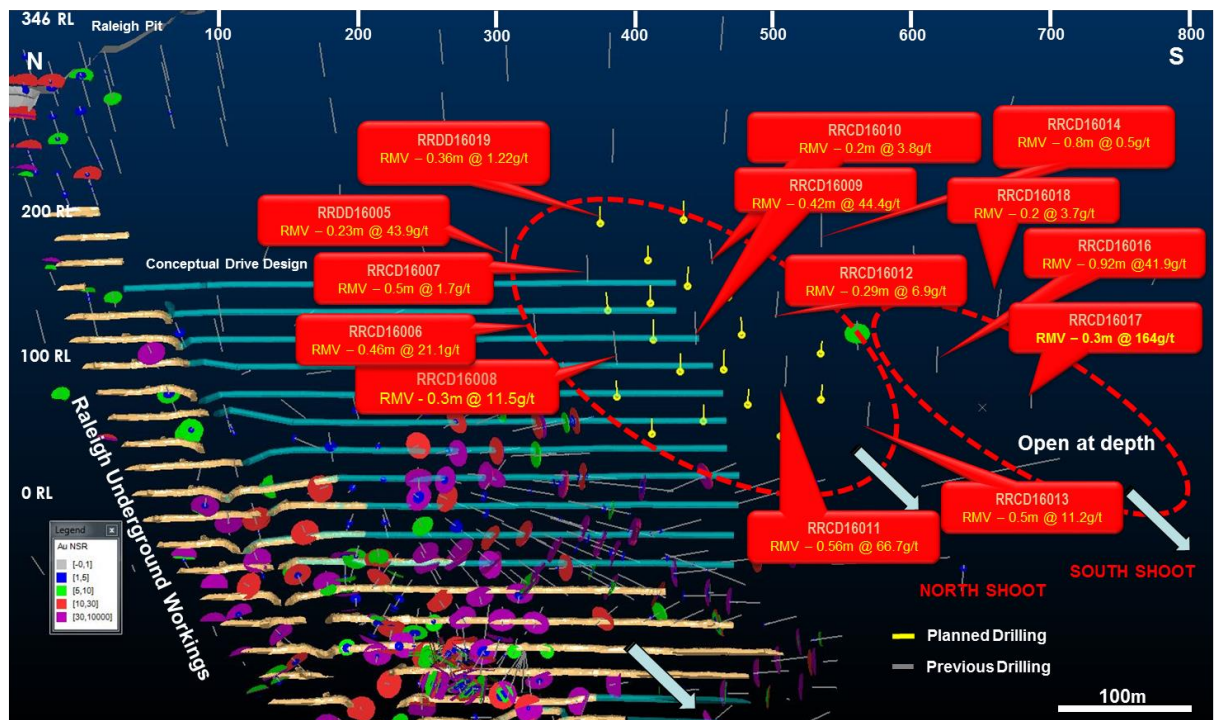 346 RL
Raleigh Pit
100
200
300
400
500
600
700
800
N
S
RRDD16019
RMV – 0.36m @ 1.22g/t
RRCD16010
RMV – 0.2m @ 3.8g/t
RRCD16014
RMV – 0.8m @ 0.5g/t
RRCD16009
RMV – 0.42m @ 44.4g/t
RRCD16018
RMV – 0.2 @ 3.7g/t
200 RL
RRDD16005
RMV – 0.23m @ 43.9g/t
RRCD16016
RMV – 0.92m @41.9g/t
Conceptual Drive Design
RRCD16007
RMV – 0.5m @ 1.7g/t
RRCD16012
RMV – 0.29m @ 6.9g/t
RRCD16006
RMV – 0.46m @ 21.1g/t
RRCD16017
RMV – 0.3m @ 164g/t
100 RL
RRCD16008
RMV - 0.3m @ 11.5g/t
Raleigh Underground Workings
Open at depth
0 RL
RRCD16013
RMV – 0.5m @ 11.2g/t
RRCD16011
RMV – 0.56m @ 66.7g/t
Legend
x
Au NSR
[-0,1]
[1,5]
[5,10]
[10,30]
[30,10000]
SOUTH SHOOT
NORTH SHOOT
Planned Drilling
Previous Drilling
100m